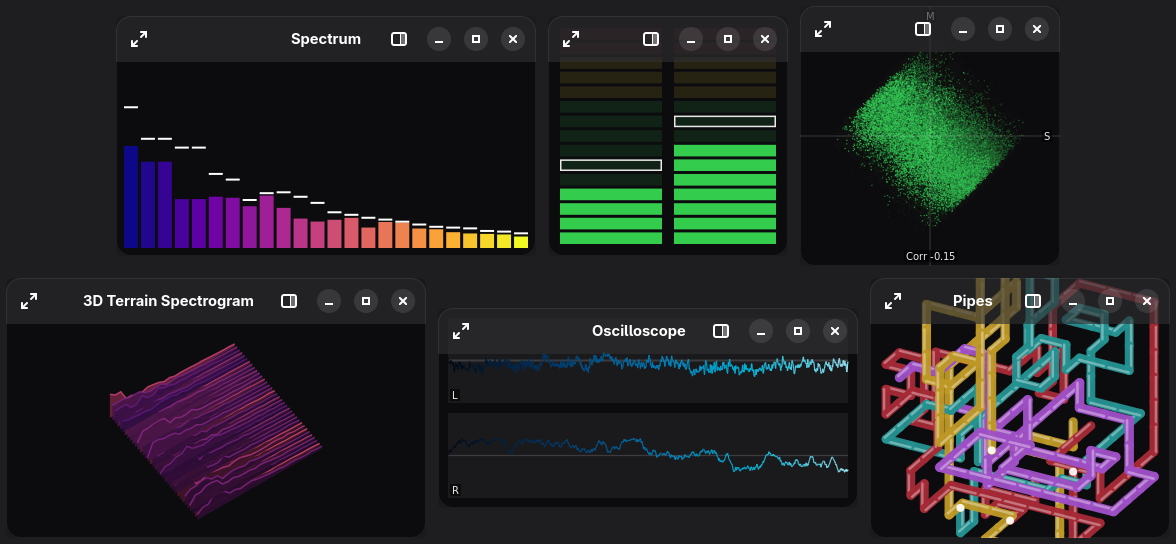 Spectrum
M
S
Corr -0.15
3D Terrain Spectrogram
Oscilloscope
L
R
Pipes